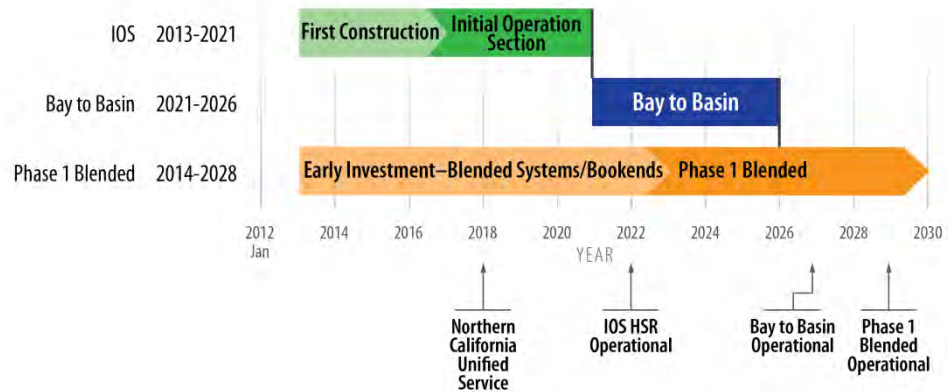 IOS 2013-2021
First Construction
Initial Operation
Section
Bay to Basin 2021-2026
Bay to Basin
Phase 1 Blended 2014-2028
Early Investment–Blended Systems/Bookends
Phase 1 Blended
2012 2014 2016 2018 2020 2022 2024 2026 2028 2030
Jan
YEAR
Northern
California
Unified
Service
IOS HSR
Operational
Bay to Basin
Operational
Phase 1
Blended
Operational